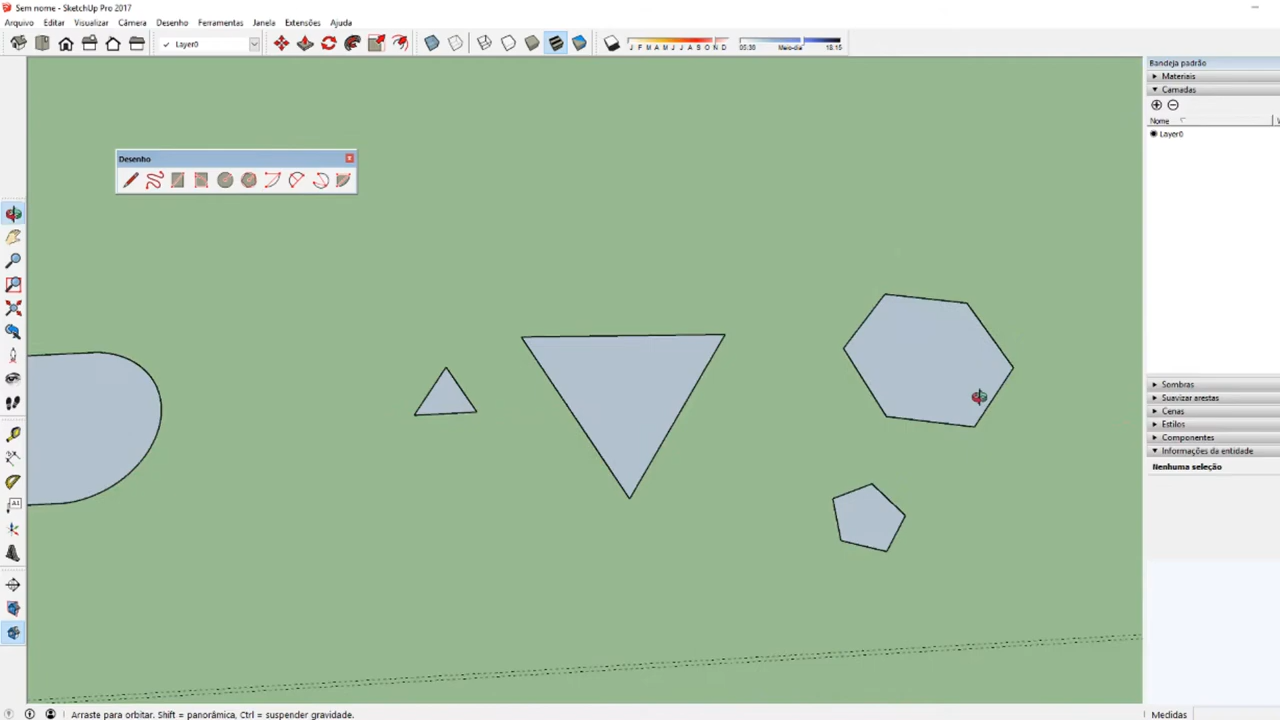 Sem nome - SketchUp Pro 2017
Arquivo Editar Visualizar Câmera Desenho Ferramentas Janela Extensões Ajuda
Layer0
J F M A M J J A S O N D
05:30 Meio-dia 18:15
Bandeja padrão
Materiais
Camadas
Nome
Layer0
Desenho
Sombras
Suavizar arestas
Cenas
Estilos
Componentes
Informações da entidade
Nenhuma seleção
A1
Arraste para orbitar. Shift = panorâmica, Ctrl = suspender gravidade.
Medidas